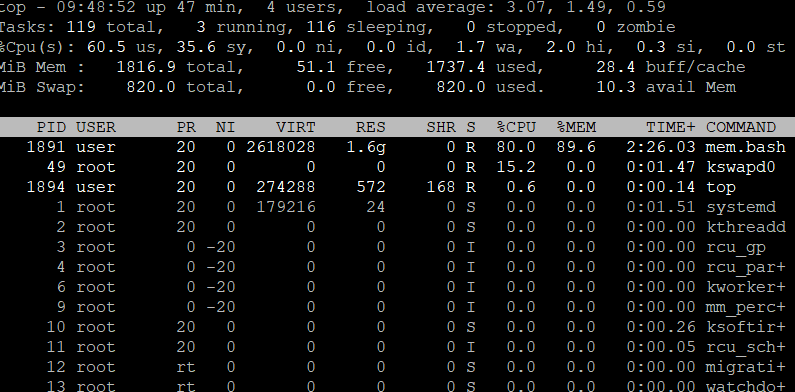 top - 09:48:52 up 47 min,  4 users,  load average: 3.07, 1.49, 0.59
Tasks: 119 total,   3 running, 116 sleeping,   0 stopped,   0 zombie
%Cpu(s): 60.5 us, 35.6 sy,  0.0 ni,  0.0 id,  1.7 wa,  2.0 hi,  0.3 si,  0.0 st
MiB Mem :   1816.9 total,     51.1 free,   1737.4 used,     28.4 buff/cache
MiB Swap:    820.0 total,      0.0 free,    820.0 used.     10.3 avail Mem
PID USER      PR  NI    VIRT    RES    SHR S  %CPU  %MEM     TIME+ COMMAND
1891 user      20   0 2618028   1.6g      0 R  80.0  89.6   2:26.03 mem.bash
49 root      20   0       0      0      0 R  15.2   0.0   0:01.47 kswapd0
1894 user      20   0  274288    572    168 R   0.6   0.0   0:00.14 top
1 root      20   0  179216     24      0 S   0.0   0.0   0:01.51 systemd
2 root      20   0       0      0      0 S   0.0   0.0   0:00.00 kthreadd
3 root       0 -20       0      0      0 I   0.0   0.0   0:00.00 rcu_gp
4 root       0 -20       0      0      0 I   0.0   0.0   0:00.00 rcu_par+
6 root       0 -20       0      0      0 I   0.0   0.0   0:00.00 kworker+
9 root       0 -20       0      0      0 I   0.0   0.0   0:00.00 mm_perc+
10 root      20   0       0      0      0 S   0.0   0.0   0:00.26 ksoftir+
11 root      20   0       0      0      0 I   0.0   0.0   0:00.05 rcu_sch+
12 root      rt   0       0      0      0 S   0.0   0.0   0:00.00 migrati+
13 root      rt   0       0      0      0 S   0.0   0.0   0:00.00 watchdo+